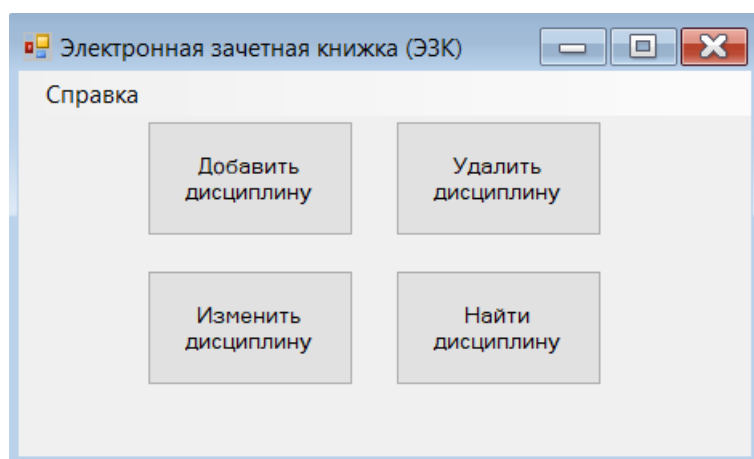 Электронная зачетная книжка (ЭЗК)
Справка
Добавить
дисциплину
Удалить
дисциплину
Изменить
дисциплину
Найти
дисциплину